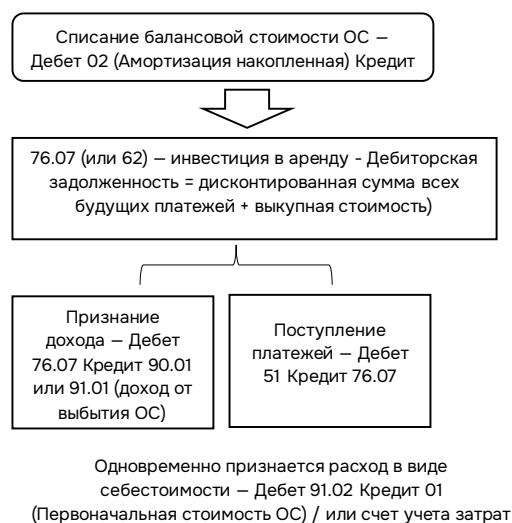 Списание балансовой стоимости ОС –
Дебет 02 (Амортизация накопленная) Кредит
76.07 (или 62) – инвестиция в аренду - Дебиторская
задолженность = дисконтированная сумма всех
будущих платежей + выкупная стоимость)
Признание
дохода – Дебет
76.07 Кредит 90.01
или 91.01 (доход от
выбытия ОС)
Поступление
платежей – Дебет
51 Кредит 76.07
Одновременно признается расход в виде
себестоимости – Дебет 91.02 Кредит 01
(Первоначальная стоимость ОС) / или счет учета затрат